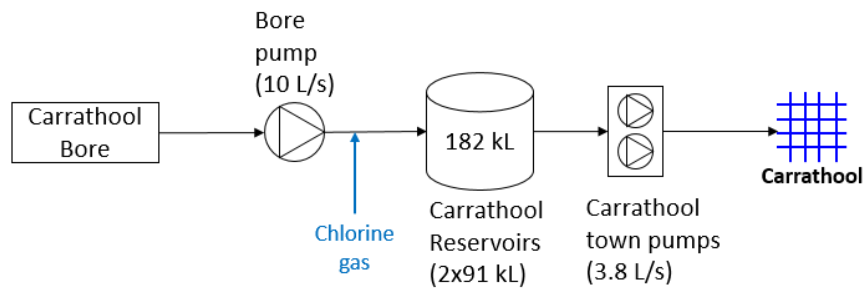 Bore
pump
(10 L/s)
Carrathool
Bore
Chlorine
gas
182 kL
Carrathool
Reservoirs
(2x91 kL)
Carrathool
town pumps
(3.8 L/s)
Carrathool